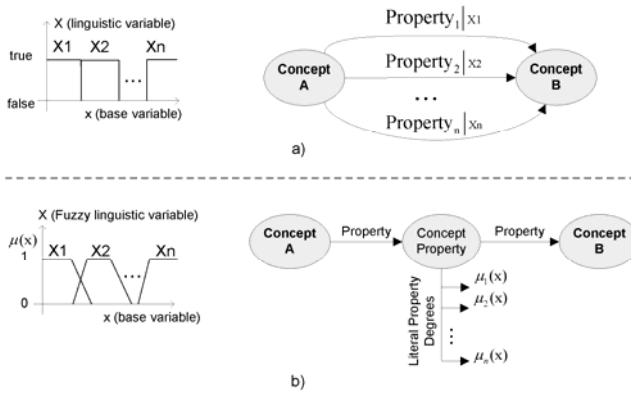 X (linguistic variable)
true
X1 X2 Xn
...
false
x (base variable)
Property₁|X1
Concept A
Property₂|X2
Concept B
...
Propertyₙ|Xn
a)
X (Fuzzy linguistic variable)
μ(x)
1
X1 X2 Xn
...
0
x (base variable)
Concept A
Property
Concept Property
Property
Concept B
Literal Property Degrees
μ₁(x)
μ₂(x)
⋮
μₙ(x)
b)